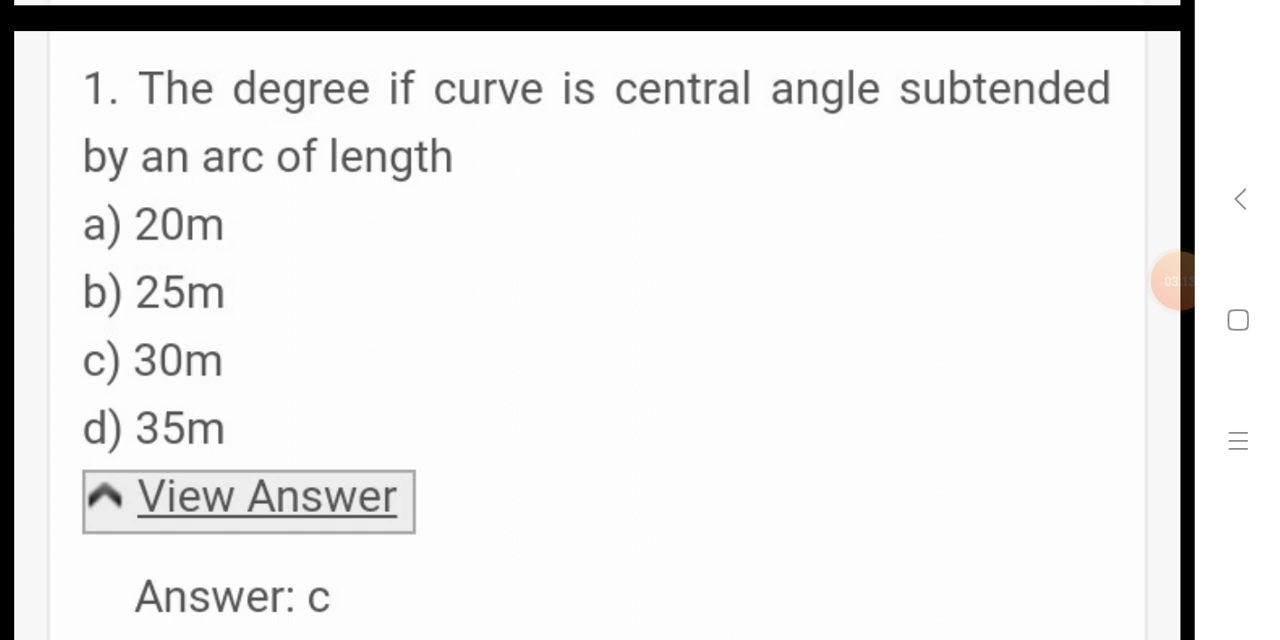 1. The degree if curve is central angle subtended
by an arc of length
a) 20m
b) 25m
c) 30m
d) 35m
View Answer
Answer: c